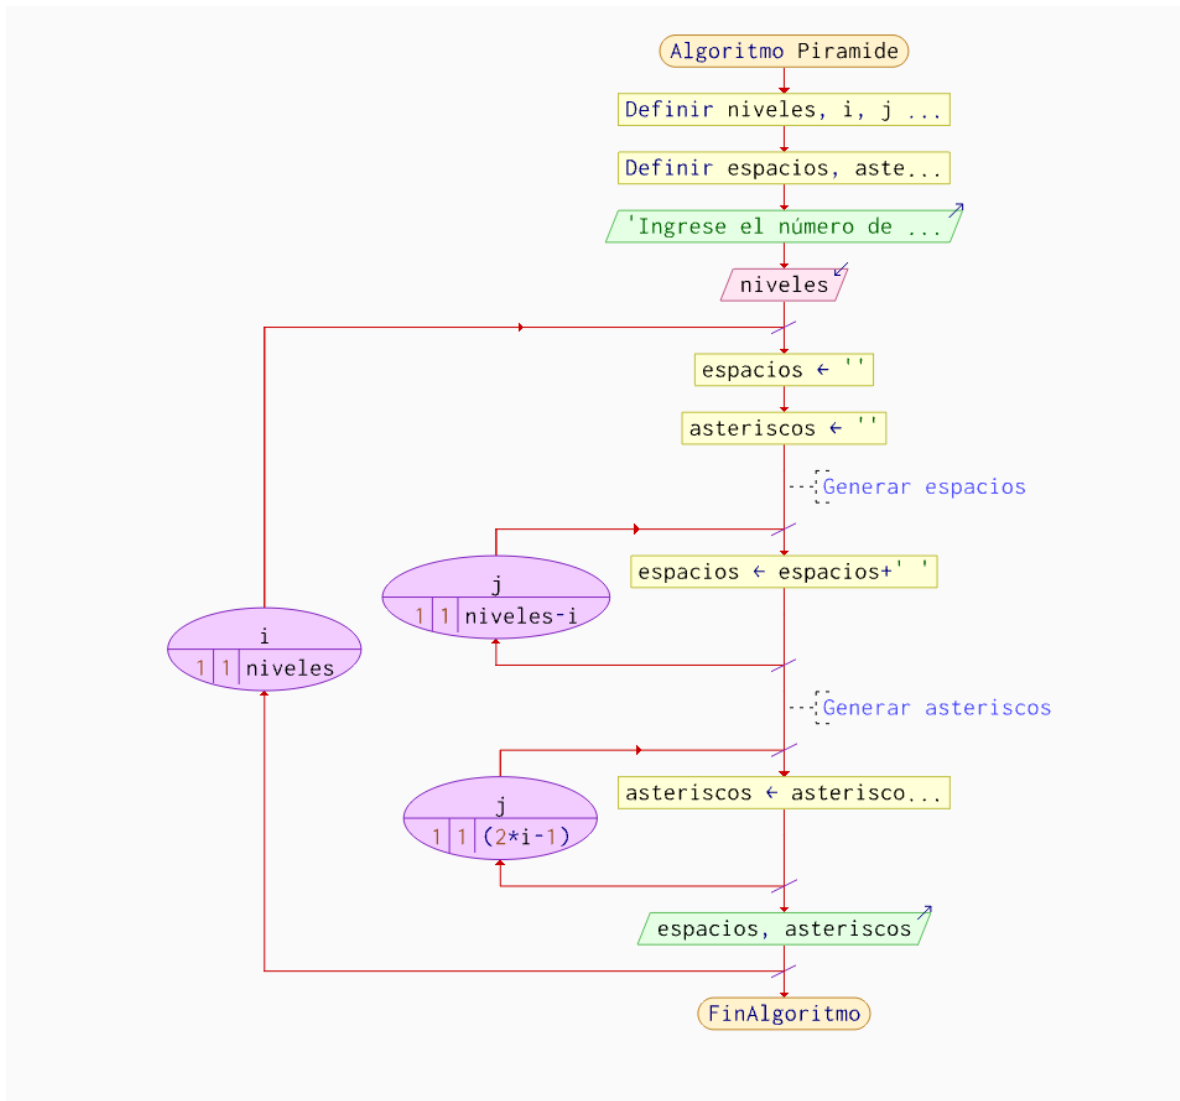 Algoritmo Piramide
Definir niveles, i, j ...
Definir espacios, aste...
'Ingrese el número de ...
niveles
espacios ← ''
asteriscos ← ''
Generar espacios
j
1 1 niveles-i
espacios ← espacios+' '
i
1 1 niveles
Generar asteriscos
j
1 1 (2*i-1)
asteriscos ← asterisco...
espacios, asteriscos
FinAlgoritmo